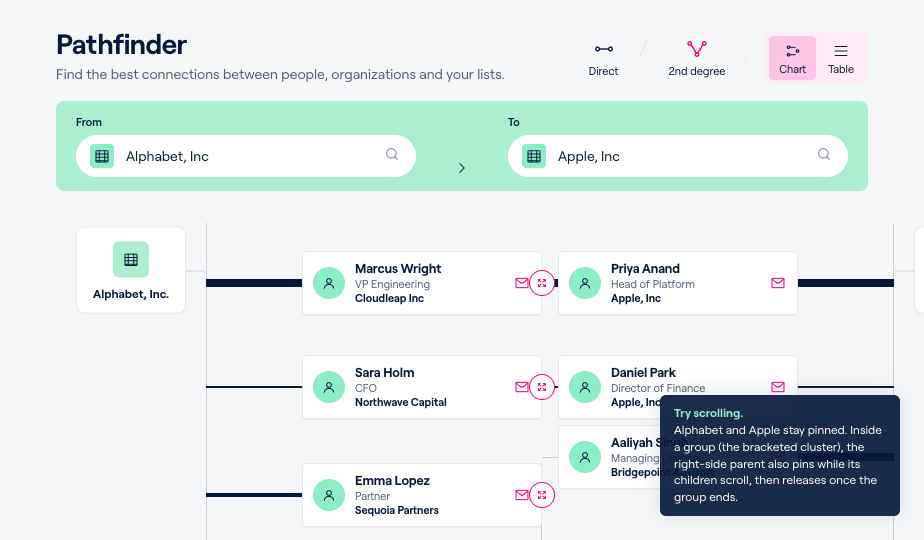 Pathfinder
Find the best connections between people, organizations and your lists.
Direct
2nd degree
Chart
Table
From
Alphabet, Inc
To
Apple, Inc
Alphabet, Inc.
Marcus Wright
VP Engineering
Cloudleap Inc
Priya Anand
Head of Platform
Apple, Inc
Sara Holm
CFO
Northwave Capital
Daniel Park
Director of Finance
Apple, Inc
Aaliyah
Managing
Emma Lopez
Partner
Sequoia Partners
Try scrolling.
Alphabet and Apple stay pinned. Inside
a group (the bracketed cluster), the
right-side parent also pins while its
children scroll, then releases once the
group ends.